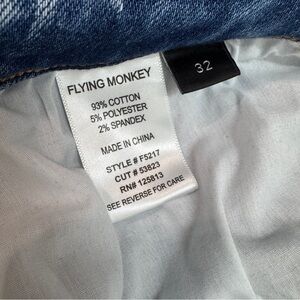 FLYING MONKEY
93% COTTON
5% POLYESTER
2% SPANDEX
MADE IN CHINA
STYLE # F5217
CUT # 53823
RN# 125813
SEE REVERSE FOR CARE
32